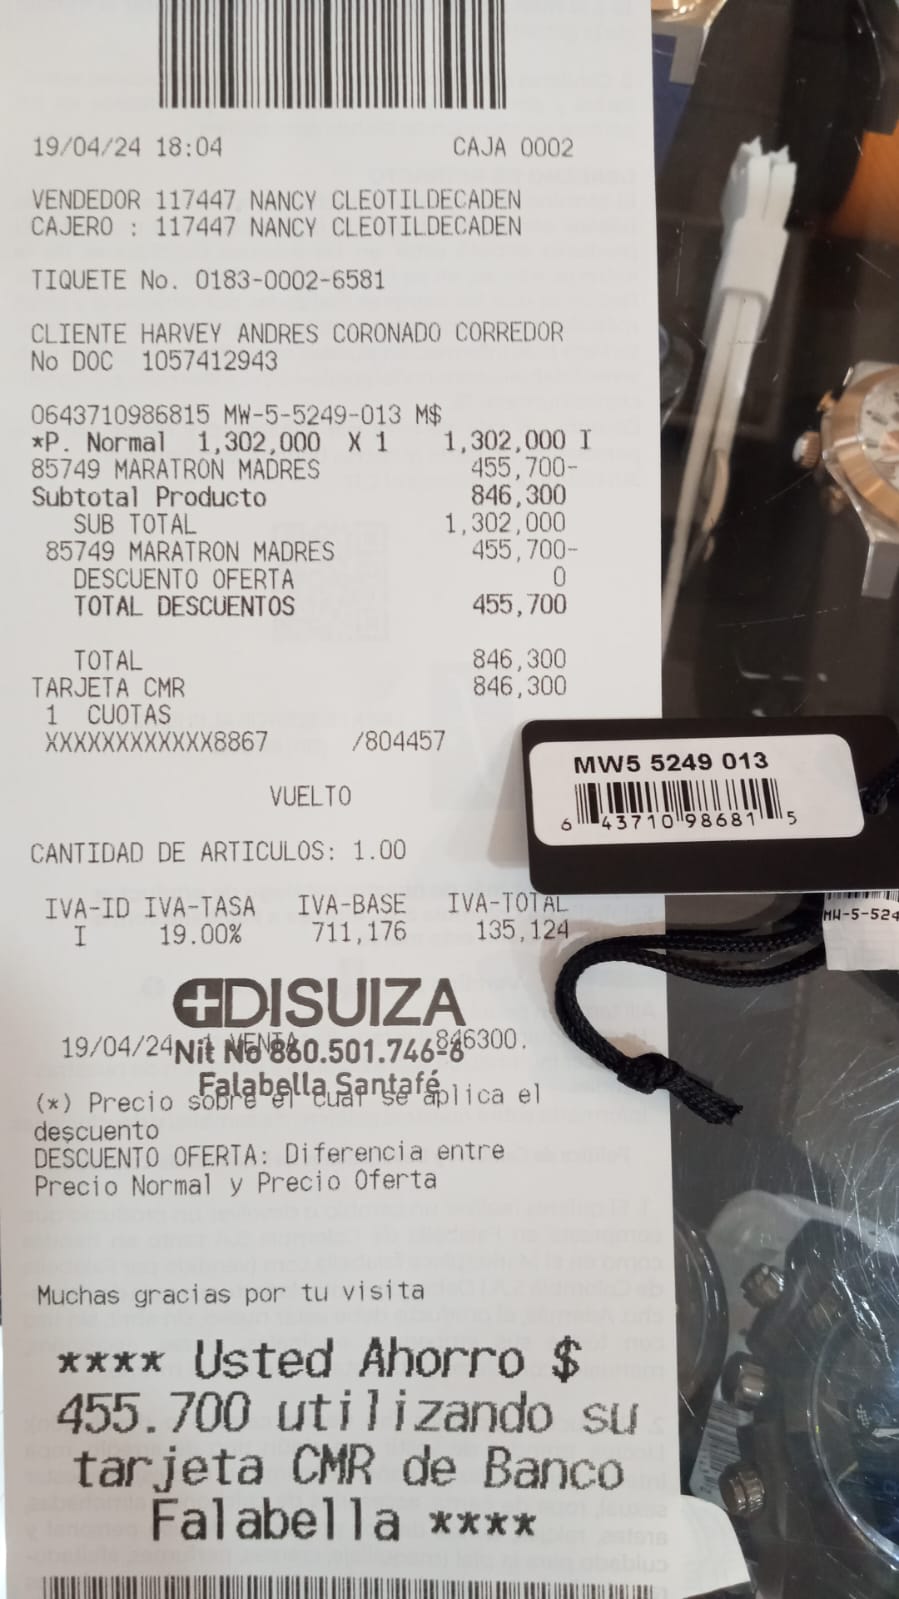 19/04/24 18:04 CAJA 0002
VENDEDOR 117447 NANCY CLEOTILDECADEN
CAJERO : 117447 NANCY CLEOTILDECADEN
TIQUETE No. 0183-0002-6581
CLIENTE HARVEY ANDRES CORONADO CORREDOR
No DOC 1057412943
0643710986815 MW-5-5249-013 M$
*P. Normal 1,302,000 X 1 1,302,000 I
85749 MARATRON MADRES 455,700-
Subtotal Producto 846,300
SUB TOTAL 1,302,000
85749 MARATRON MADRES 455,700-
DESCUENTO OFERTA 0
TOTAL DESCUENTOS 455,700
TOTAL 846,300
TARJETA CMR 846,300
1 CUOTAS
XXXXXXXXXXXX8867 /804457
VUELTO
CANTIDAD DE ARTICULOS: 1.00
IVA-ID IVA-TASA IVA-BASE IVA-TOTAL
I 19.00% 711,176 135,124
DISUIZA
19/04/24 1 VENTA 846300.
Nit No 860.501.746-6
Falabella Santafé
(*) Precio sobre el cual se aplica el
descuento
DESCUENTO OFERTA: Diferencia entre
Precio Normal y Precio Oferta
Muchas gracias por tu visita
**** Usted Ahorro $
455.700 utilizando su
tarjeta CMR de Banco
Falabella ****
MW5 5249 013
6 43710 98681 5
MW-5-524